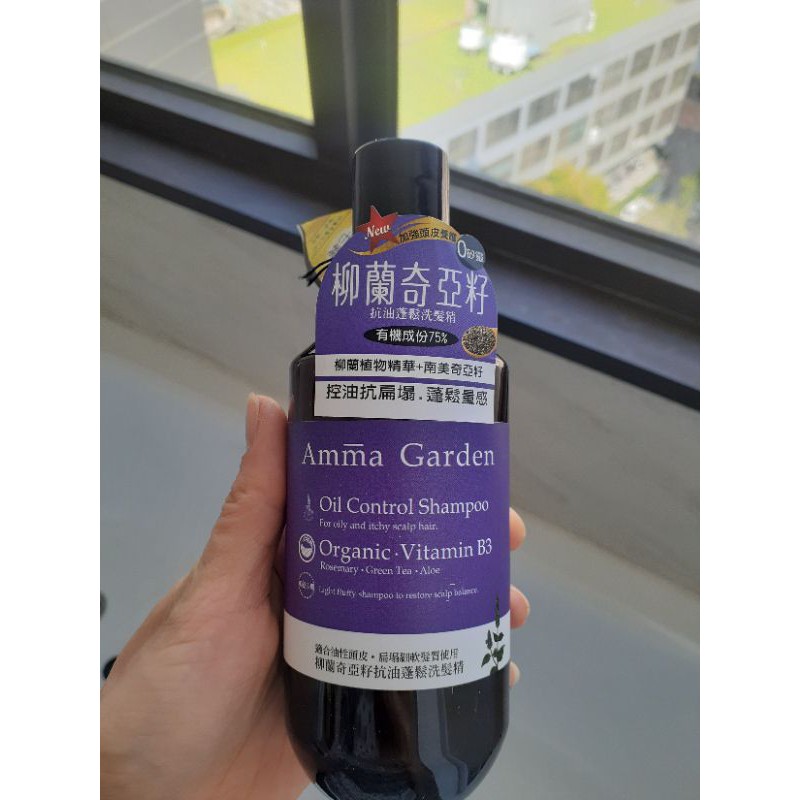 New
加強頭皮養護
柳蘭奇亞籽
抗油蓬鬆洗髮精
有機成份75%
柳蘭植物精華+南美奇亞籽
控油抗扁塌.蓬鬆量感
Amma Garden
Oil Control Shampoo
For oily and itchy scalp hair.
Organic · Vitamin B3
Rosemary · Green Tea · Aloe
Light fluffy shampoo to restore scalp balance.
適合油性頭皮·扁塌細軟髮質使用
柳蘭奇亞籽抗油蓬鬆洗髮精